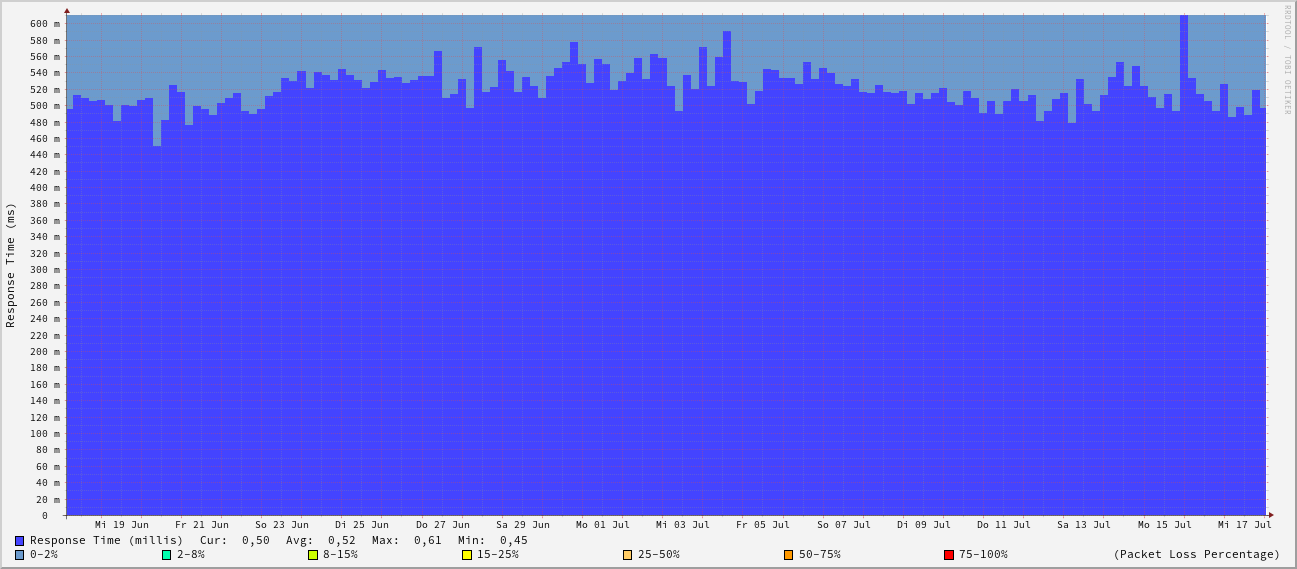 RRDTOOL / TOBI OETIKER
Response Time (ms)
600 m
580 m
560 m
540 m
520 m
500 m
480 m
460 m
440 m
420 m
400 m
380 m
360 m
340 m
320 m
300 m
280 m
260 m
240 m
220 m
200 m
180 m
160 m
140 m
120 m
100 m
80 m
60 m
40 m
20 m
0
Mi 19 Jun Fr 21 Jun So 23 Jun Di 25 Jun Do 27 Jun Sa 29 Jun Mo 01 Jul Mi 03 Jul Fr 05 Jul So 07 Jul Di 09 Jul Do 11 Jul Sa 13 Jul Mo 15 Jul Mi 17 Jul
Response Time (millis) Cur: 0,50 Avg: 0,52 Max: 0,61 Min: 0,45
0-2% 2-8% 8-15% 15-25% 25-50% 50-75% 75-100% (Packet Loss Percentage)